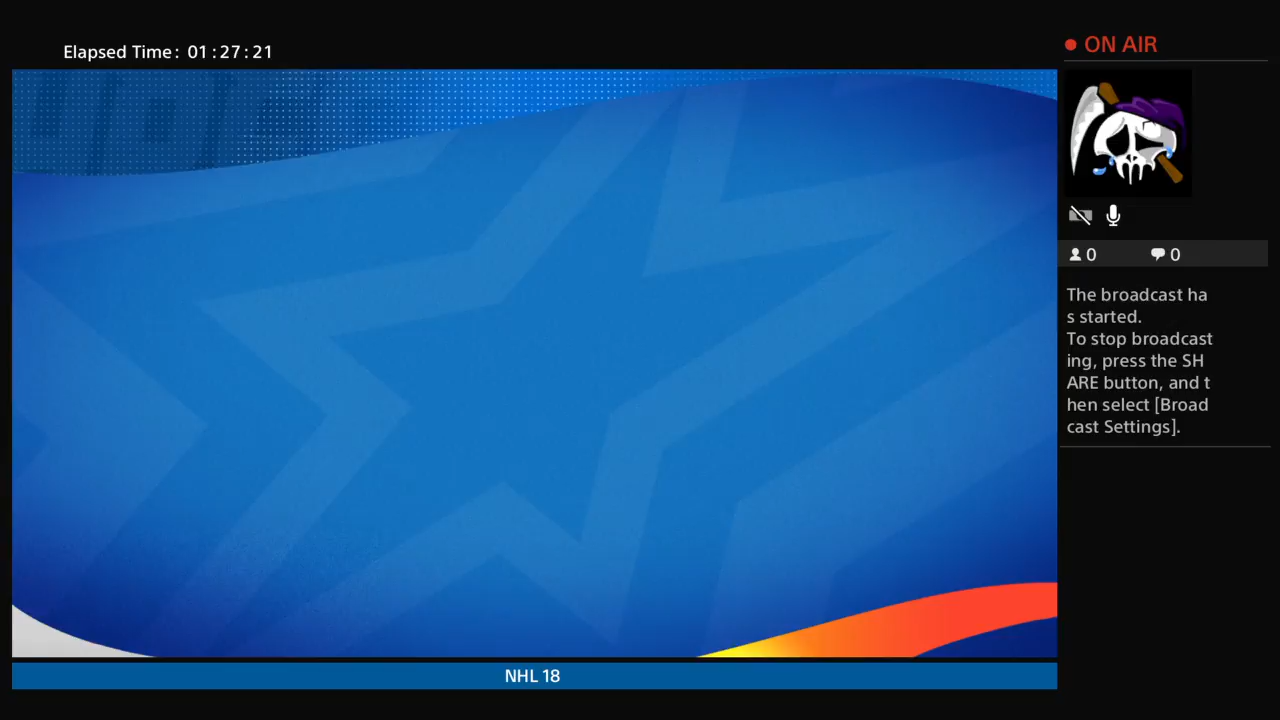 Elapsed Time: 01:27:21
ON AIR
0
0
The broadcast ha
s started.
To stop broadcast
ing, press the SH
ARE button, and t
hen select [Broad
cast Settings].
NHL 18